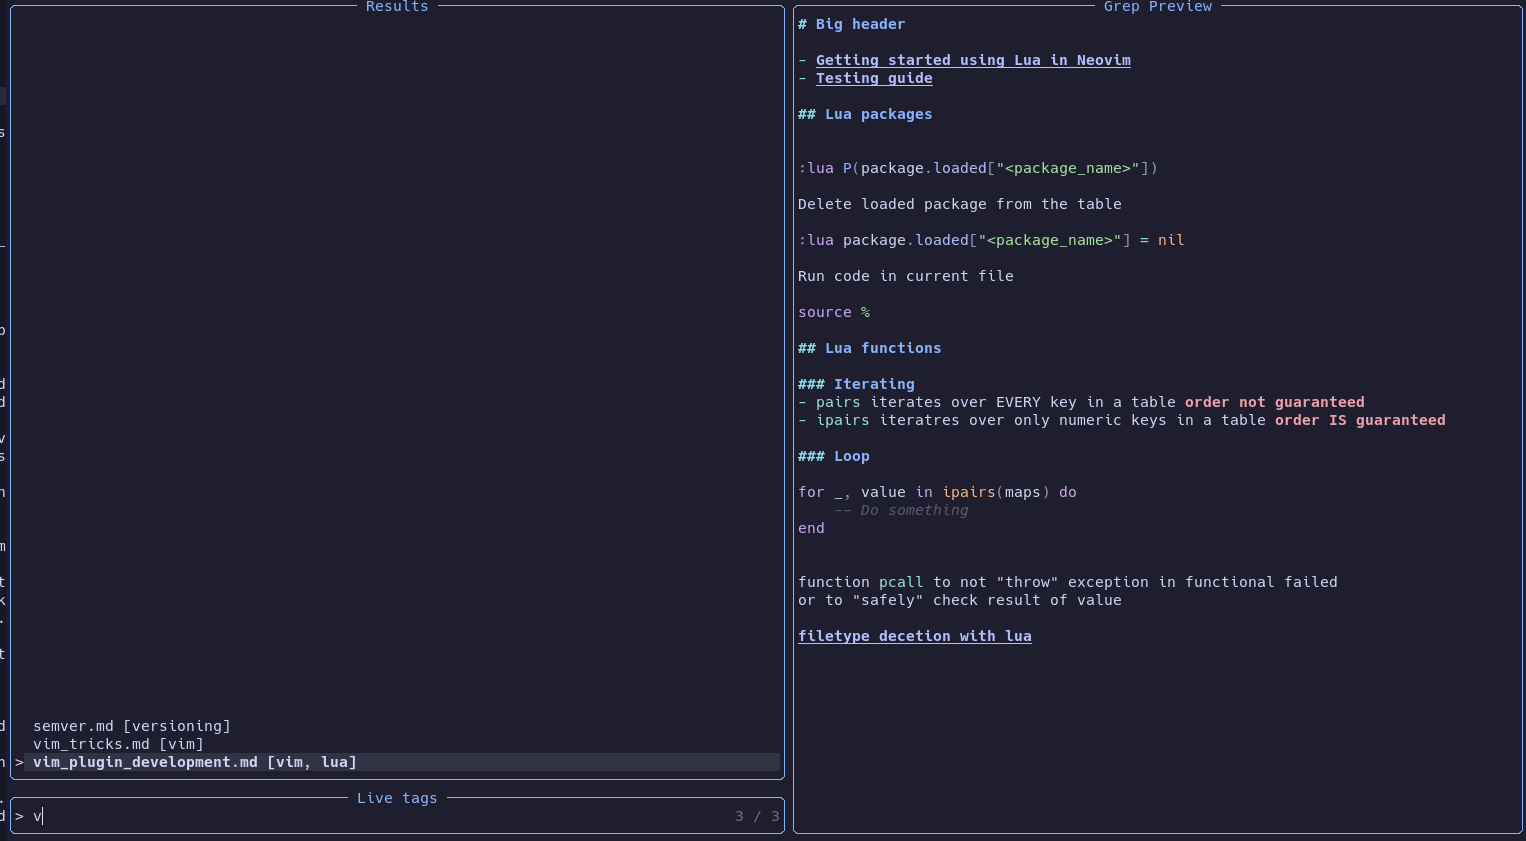 Results
semver.md [versioning]
vim_tricks.md [vim]
> vim_plugin_development.md [vim, lua]
Live tags
> v
3 / 3
Grep Preview
# Big header
- Getting started using Lua in Neovim
- Testing guide
## Lua packages
:lua P(package.loaded["<package_name>"])
Delete loaded package from the table
:lua package.loaded["<package_name>"] = nil
Run code in current file
source %
## Lua functions
### Iterating
- pairs iterates over EVERY key in a table order not guaranteed
- ipairs iteratres over only numeric keys in a table order IS guaranteed
### Loop
for _, value in ipairs(maps) do
    -- Do something
end
function pcall to not "throw" exception in functional failed
or to "safely" check result of value
filetype decetion with lua